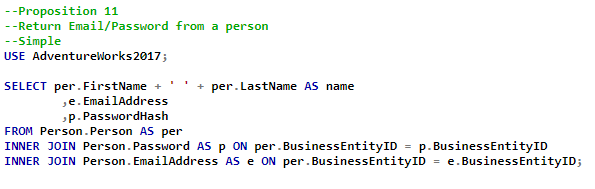 --Proposition 11
--Return Email/Password from a person
--Simple
USE AdventureWorks2017;
SELECT per.FirstName + ' ' + per.LastName AS name
,e.EmailAddress
,p.PasswordHash
FROM Person.Person AS per
INNER JOIN Person.Password AS p ON per.BusinessEntityID = p.BusinessEntityID
INNER JOIN Person.EmailAddress AS e ON per.BusinessEntityID = e.BusinessEntityID;